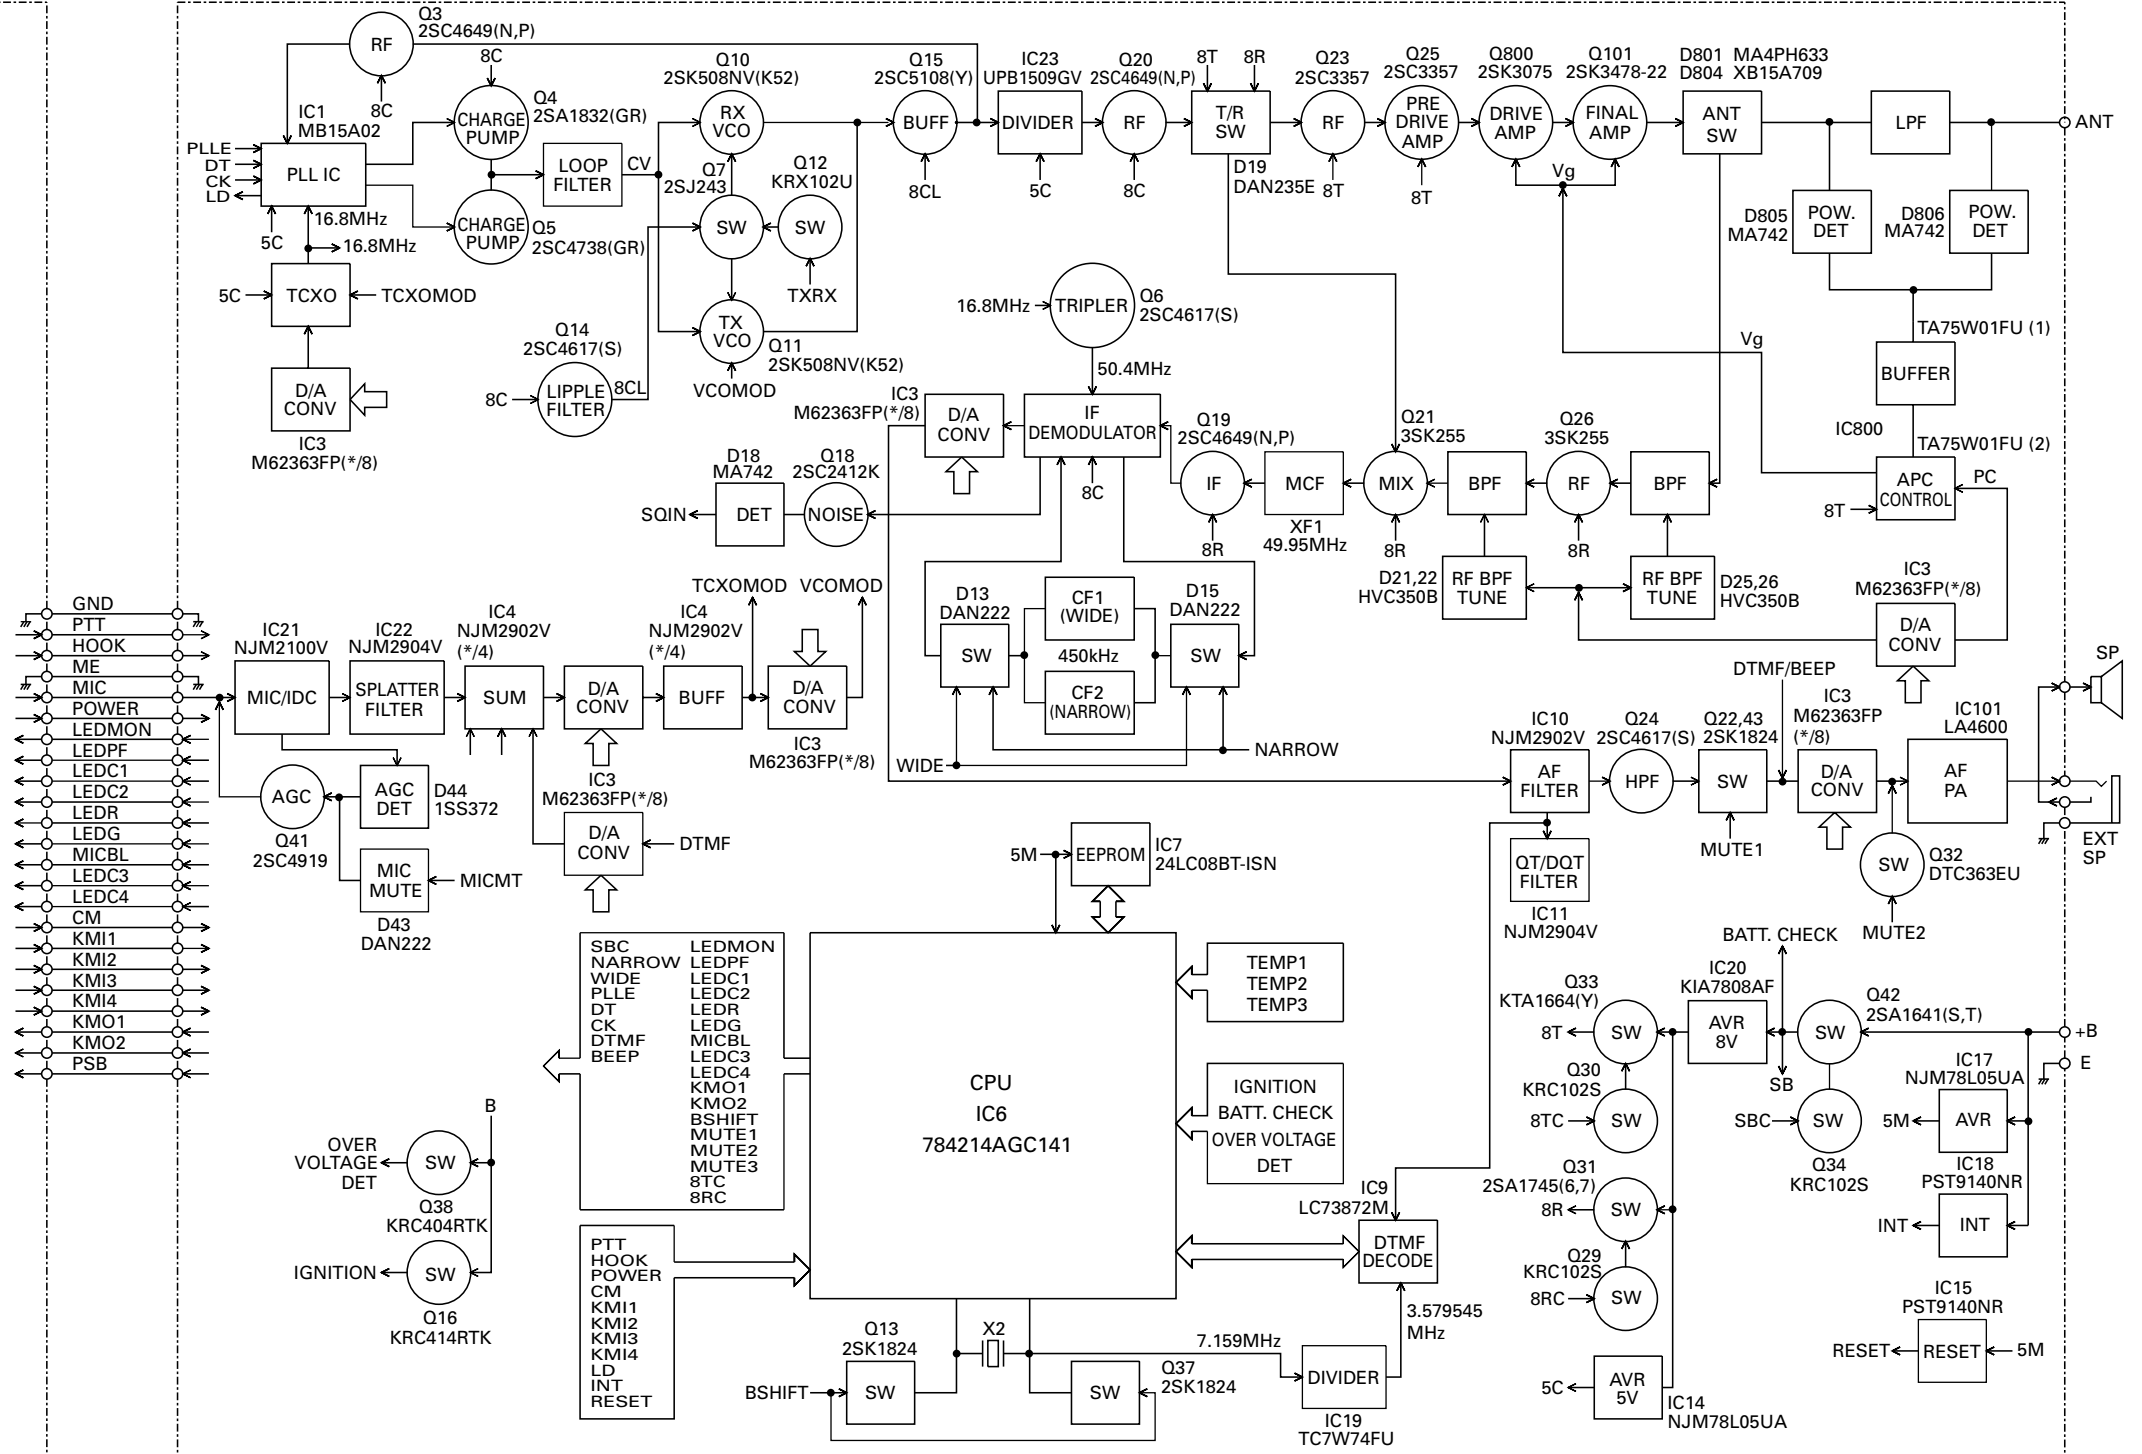 Q3
2SC4649(N,P)
RF
8C
IC1
MB15A02
PLLE
DT
CK
LD
PLL IC
5C
16.8MHz
16.8MHz
5C
TCXO
TCXOMOD
D/A
CONV
IC3
M62363FP(*/8)
8C
CHARGE
PUMP
Q4
2SA1832(GR)
CHARGE
PUMP
Q5
2SC4738(GR)
LOOP
FILTER
CV
Q10
2SK508NV(K52)
RX
VCO
Q7
2SJ243
SW
Q12
KRX102U
SW
TXRX
TX
VCO
Q11
2SK508NV(K52)
VCOMOD
Q14
2SC4617(S)
8C
LIPPLE
FILTER
8CL
Q15
2SC5108(Y)
BUFF
8CL
IC23
UPB1509GV
DIVIDER
5C
Q20
2SC4649(N,P)
RF
8C
8T
8R
T/R
SW
D19
DAN235E
Q23
2SC3357
RF
8T
Q25
2SC3357
PRE
DRIVE
AMP
8T
Q800
2SK3075
DRIVE
AMP
Q101
2SK3478-22
FINAL
AMP
Vg
D801 MA4PH633
D804 XB15A709
ANT
SW
LPF
ANT
D805
MA742
POW.
DET
D806
MA742
POW.
DET
TA75W01FU (1)
BUFFER
IC800
TA75W01FU (2)
APC
CONTROL
PC
8T
Vg
16.8MHz
TRIPLER
Q6
2SC4617(S)
50.4MHz
IC3
M62363FP(*/8)
D/A
CONV
IF
DEMODULATOR
8C
Q19
2SC4649(N,P)
IF
8R
MCF
XF1
49.95MHz
Q21
3SK255
MIX
8R
BPF
Q26
3SK255
RF
8R
BPF
D21,22
HVC350B
RF BPF
TUNE
RF BPF
TUNE
D25,26
HVC350B
IC3
M62363FP(*/8)
D/A
CONV
D18
MA742
SQIN
DET
Q18
2SC2412K
NOISE
D13
DAN222
SW
CF1
(WIDE)
450kHz
CF2
(NARROW)
D15
DAN222
SW
WIDE
NARROW
GND
PTT
HOOK
ME
MIC
POWER
LEDMON
LEDPF
LEDC1
LEDC2
LEDR
LEDG
MICBL
LEDC3
LEDC4
CM
KMI1
KMI2
KMI3
KMI4
KMO1
KMO2
PSB
IC21
NJM2100V
MIC/IDC
IC22
NJM2904V
SPLATTER
FILTER
IC4
NJM2902V
(*/4)
SUM
D/A
CONV
IC3
M62363FP(*/8)
IC4
NJM2902V
(*/4)
BUFF
TCXOMOD
VCOMOD
D/A
CONV
IC3
M62363FP(*/8)
AGC
Q41
2SC4919
AGC
DET
D44
1SS372
MIC
MUTE
MICMT
D43
DAN222
D/A
CONV
DTMF
IC10
NJM2902V
AF
FILTER
Q24
2SC4617(S)
HPF
Q22,43
2SK1824
SW
MUTE1
DTMF/BEEP
IC3
M62363FP
(*/8)
D/A
CONV
IC101
LA4600
AF
PA
SP
EXT
SP
SW
Q32
DTC363EU
MUTE2
QT/DQT
FILTER
IC11
NJM2904V
5M
EEPROM
IC7
24LC08BT-ISN
SBC
NARROW
WIDE
PLLE
DT
CK
DTMF
BEEP
LEDMON
LEDPF
LEDC1
LEDC2
LEDR
LEDG
MICBL
LEDC3
LEDC4
KMO1
KMO2
BSHIFT
MUTE1
MUTE2
MUTE3
8TC
8RC
CPU
IC6
784214AGC141
TEMP1
TEMP2
TEMP3
IGNITION
BATT. CHECK
OVER VOLTAGE
DET
PTT
HOOK
POWER
CM
KMI1
KMI2
KMI3
KMI4
LD
INT
RESET
B
OVER
VOLTAGE
DET
SW
Q38
KRC404RTK
IGNITION
SW
Q16
KRC414RTK
IC9
LC73872M
DTMF
DECODE
3.579545
MHz
Q13
2SK1824
BSHIFT
SW
X2
SW
Q37
2SK1824
7.159MHz
DIVIDER
IC19
TC7W74FU
BATT. CHECK
Q33
KTA1664(Y)
8T
SW
IC20
KIA7808AF
AVR
8V
SB
Q42
2SA1641(S,T)
SW
+B
E
Q30
KRC102S
8TC
SW
SBC
SW
Q34
KRC102S
IC17
NJM78L05UA
5M
AVR
IC18
PST9140NR
INT
INT
Q31
2SA1745(6,7)
8R
SW
Q29
KRC102S
8RC
SW
5C
AVR
5V
IC14
NJM78L05UA
IC15
PST9140NR
RESET
RESET
5M